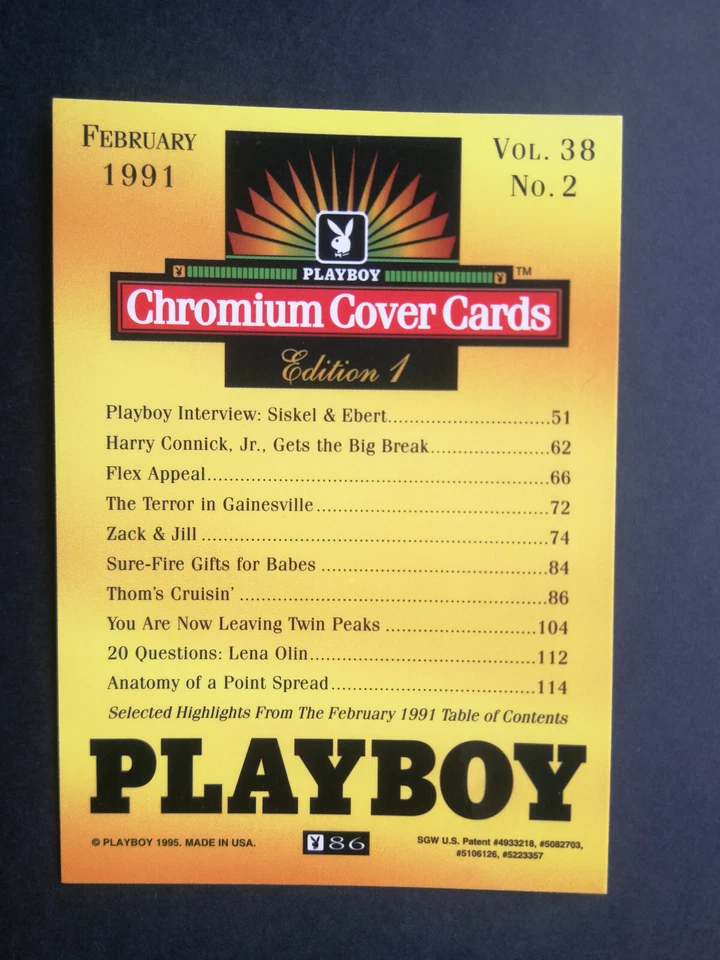 FEBRUARY
1991
VOL. 38
NO. 2
PLAYBOY
TM
Chromium Cover Cards
Edition 1
Playboy Interview: Siskel & Ebert..............................51
Harry Connick, Jr., Gets the Big Break......................62
Flex Appeal................................................................66
The Terror in Gainesville...........................................72
Zack & Jill ................................................................74
Sure-Fire Gifts for Babes ..........................................84
Thom's Cruisin' .........................................................86
You Are Now Leaving Twin Peaks ............................104
20 Questions: Lena Olin...........................................112
Anatomy of a Point Spread.......................................114
Selected Highlights From The February 1991 Table of Contents
PLAYBOY
© PLAYBOY 1995. MADE IN USA.
86
SGW U.S. Patent #4933218, #5082703,
#5106126, #5223357